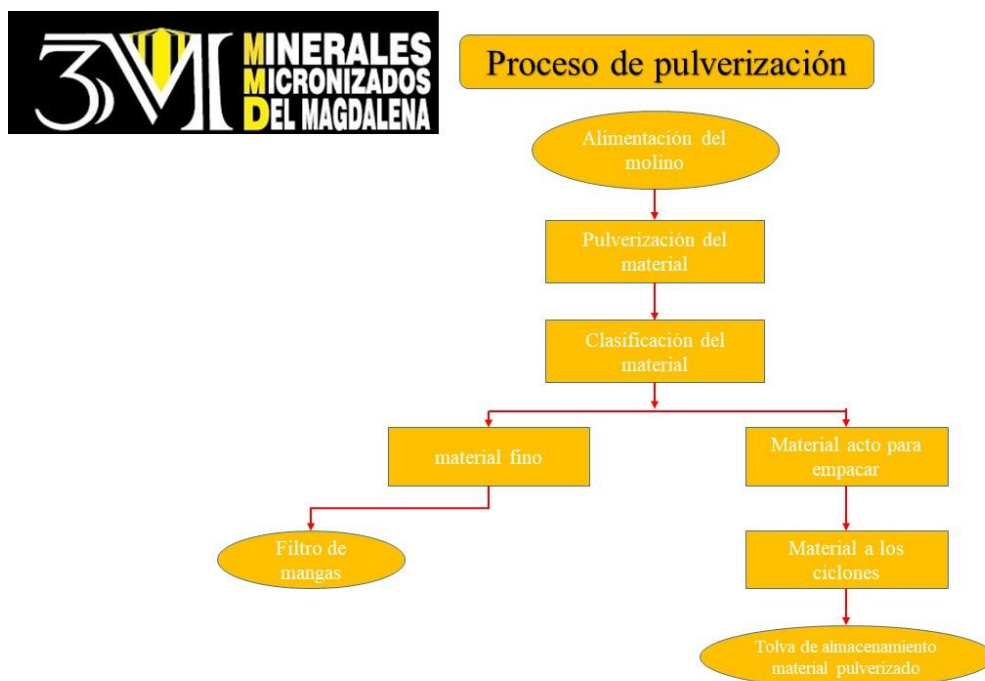 3M
MINERALES
MICRONIZADOS
DEL MAGDALENA
Proceso de pulverización
Alimentación del
molino
Pulverización del
material
Clasificación del
material
material fino
Material acto para
empacar
Filtro de
mangas
Material a los
ciclones
Tolva de almacenamiento
material pulverizado